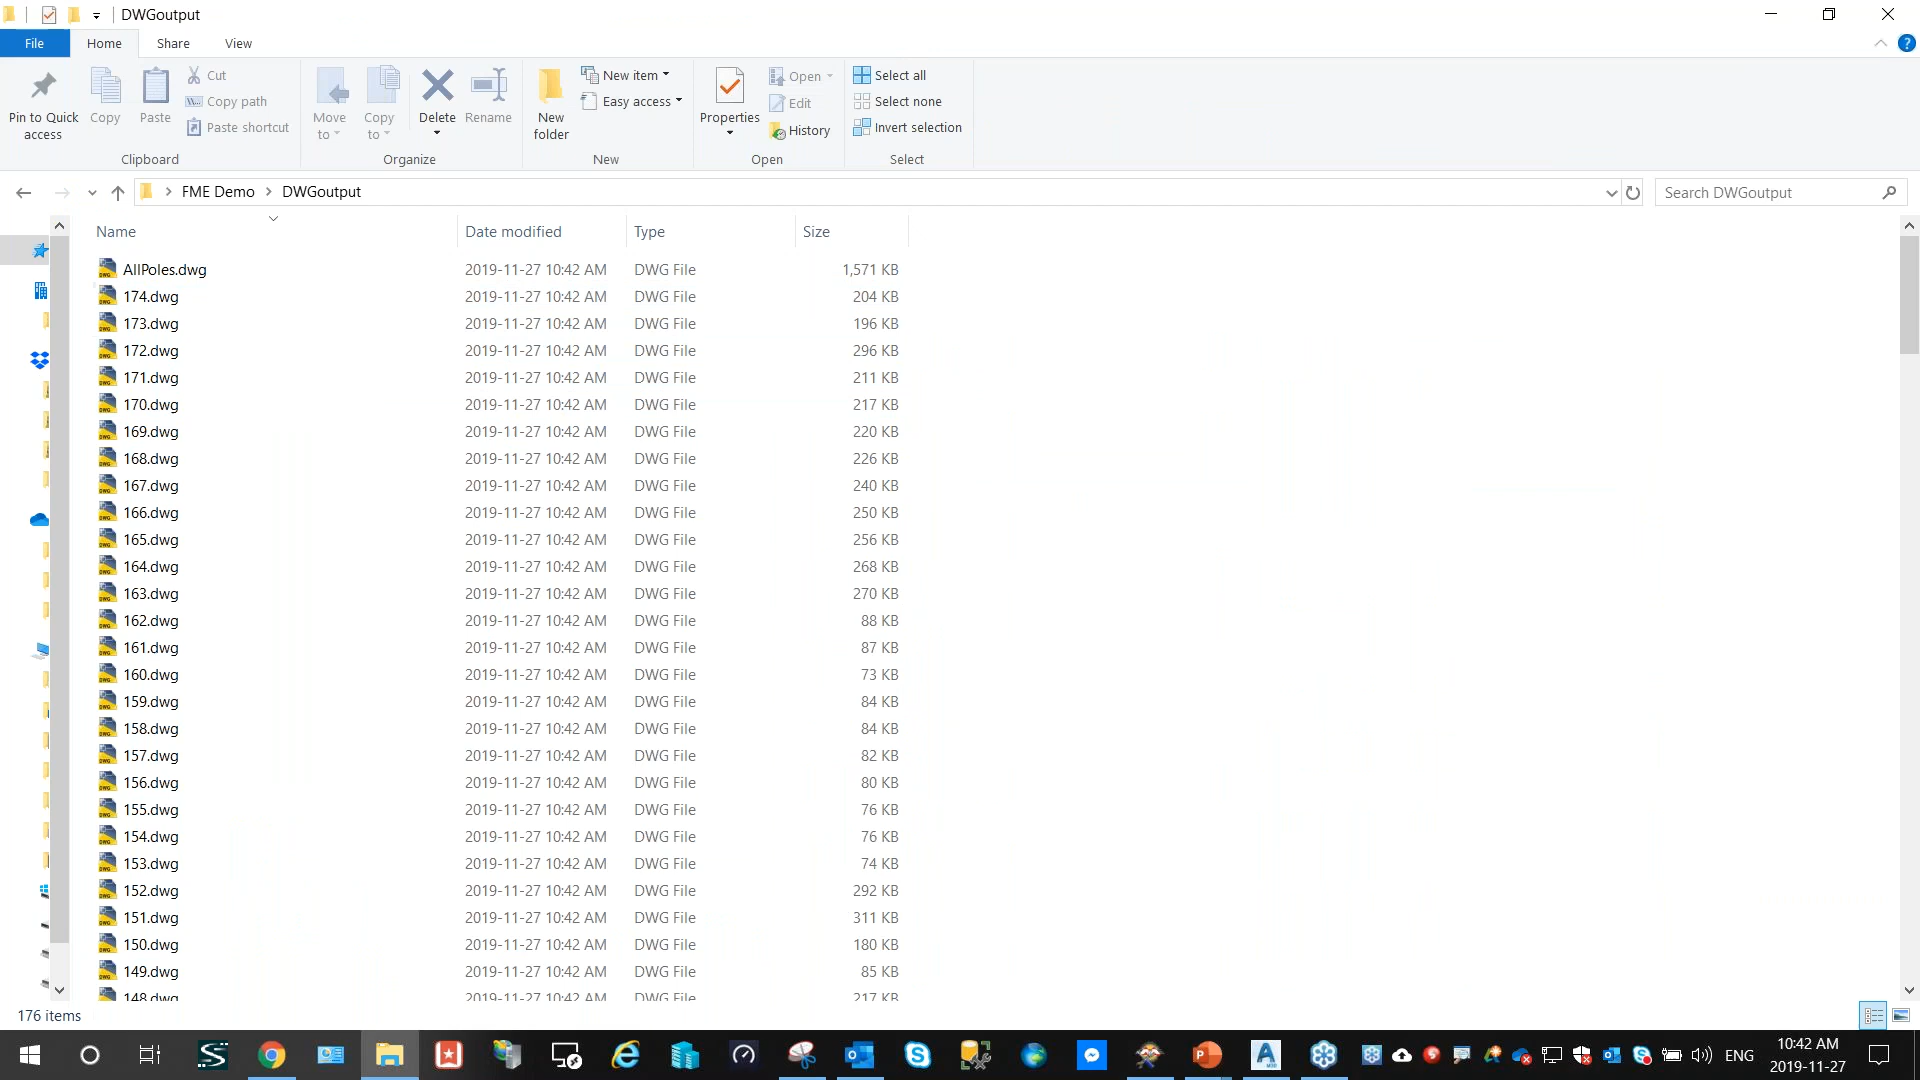 DWGoutput
File Home Share View
Pin to Quick access
Copy
Paste
Cut
Copy path
Paste shortcut
Clipboard
Move to
Copy to
Delete
Rename
Organize
New folder
New item
Easy access
New
Properties
Open
Edit
History
Open
Select all
Select none
Invert selection
Select
FME Demo > DWGoutput
Search DWGoutput
Name Date modified Type Size
AllPoles.dwg 2019-11-27 10:42 AM DWG File 1,571 KB
174.dwg 2019-11-27 10:42 AM DWG File 204 KB
173.dwg 2019-11-27 10:42 AM DWG File 196 KB
172.dwg 2019-11-27 10:42 AM DWG File 296 KB
171.dwg 2019-11-27 10:42 AM DWG File 211 KB
170.dwg 2019-11-27 10:42 AM DWG File 217 KB
169.dwg 2019-11-27 10:42 AM DWG File 220 KB
168.dwg 2019-11-27 10:42 AM DWG File 226 KB
167.dwg 2019-11-27 10:42 AM DWG File 240 KB
166.dwg 2019-11-27 10:42 AM DWG File 250 KB
165.dwg 2019-11-27 10:42 AM DWG File 256 KB
164.dwg 2019-11-27 10:42 AM DWG File 268 KB
163.dwg 2019-11-27 10:42 AM DWG File 270 KB
162.dwg 2019-11-27 10:42 AM DWG File 88 KB
161.dwg 2019-11-27 10:42 AM DWG File 87 KB
160.dwg 2019-11-27 10:42 AM DWG File 73 KB
159.dwg 2019-11-27 10:42 AM DWG File 84 KB
158.dwg 2019-11-27 10:42 AM DWG File 84 KB
157.dwg 2019-11-27 10:42 AM DWG File 82 KB
156.dwg 2019-11-27 10:42 AM DWG File 80 KB
155.dwg 2019-11-27 10:42 AM DWG File 76 KB
154.dwg 2019-11-27 10:42 AM DWG File 76 KB
153.dwg 2019-11-27 10:42 AM DWG File 74 KB
152.dwg 2019-11-27 10:42 AM DWG File 292 KB
151.dwg 2019-11-27 10:42 AM DWG File 311 KB
150.dwg 2019-11-27 10:42 AM DWG File 180 KB
149.dwg 2019-11-27 10:42 AM DWG File 85 KB
148.dwg 2019-11-27 10:42 AM DWG File 217 KB
176 items
ENG
10:42 AM
2019-11-27